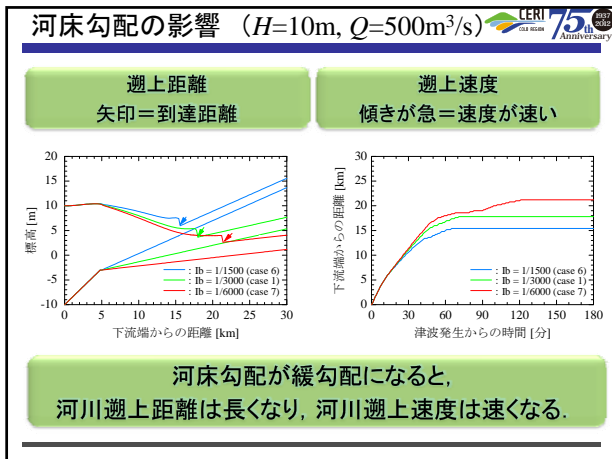 河床勾配の影響 (H=10m, Q=500m³/s)
CERI
COLD REGION
75th
Anniversary
1937
2012
遡上距離
矢印=到達距離
遡上速度
傾きが急=速度が速い
標高 [m]
20
15
10
5
0
-5
-10
: Ib = 1/1500 (case 6)
: Ib = 1/3000 (case 1)
: Ib = 1/6000 (case 7)
0 5 10 15 20 25 30
下流端からの距離 [km]
下流端からの距離 [km]
30
25
20
15
10
5
0
: Ib = 1/1500 (case 6)
: Ib = 1/3000 (case 1)
: Ib = 1/6000 (case 7)
0 30 60 90 120 150 180
津波発生からの時間 [分]
河床勾配が緩勾配になると,
河川遡上距離は長くなり, 河川遡上速度は速くなる.